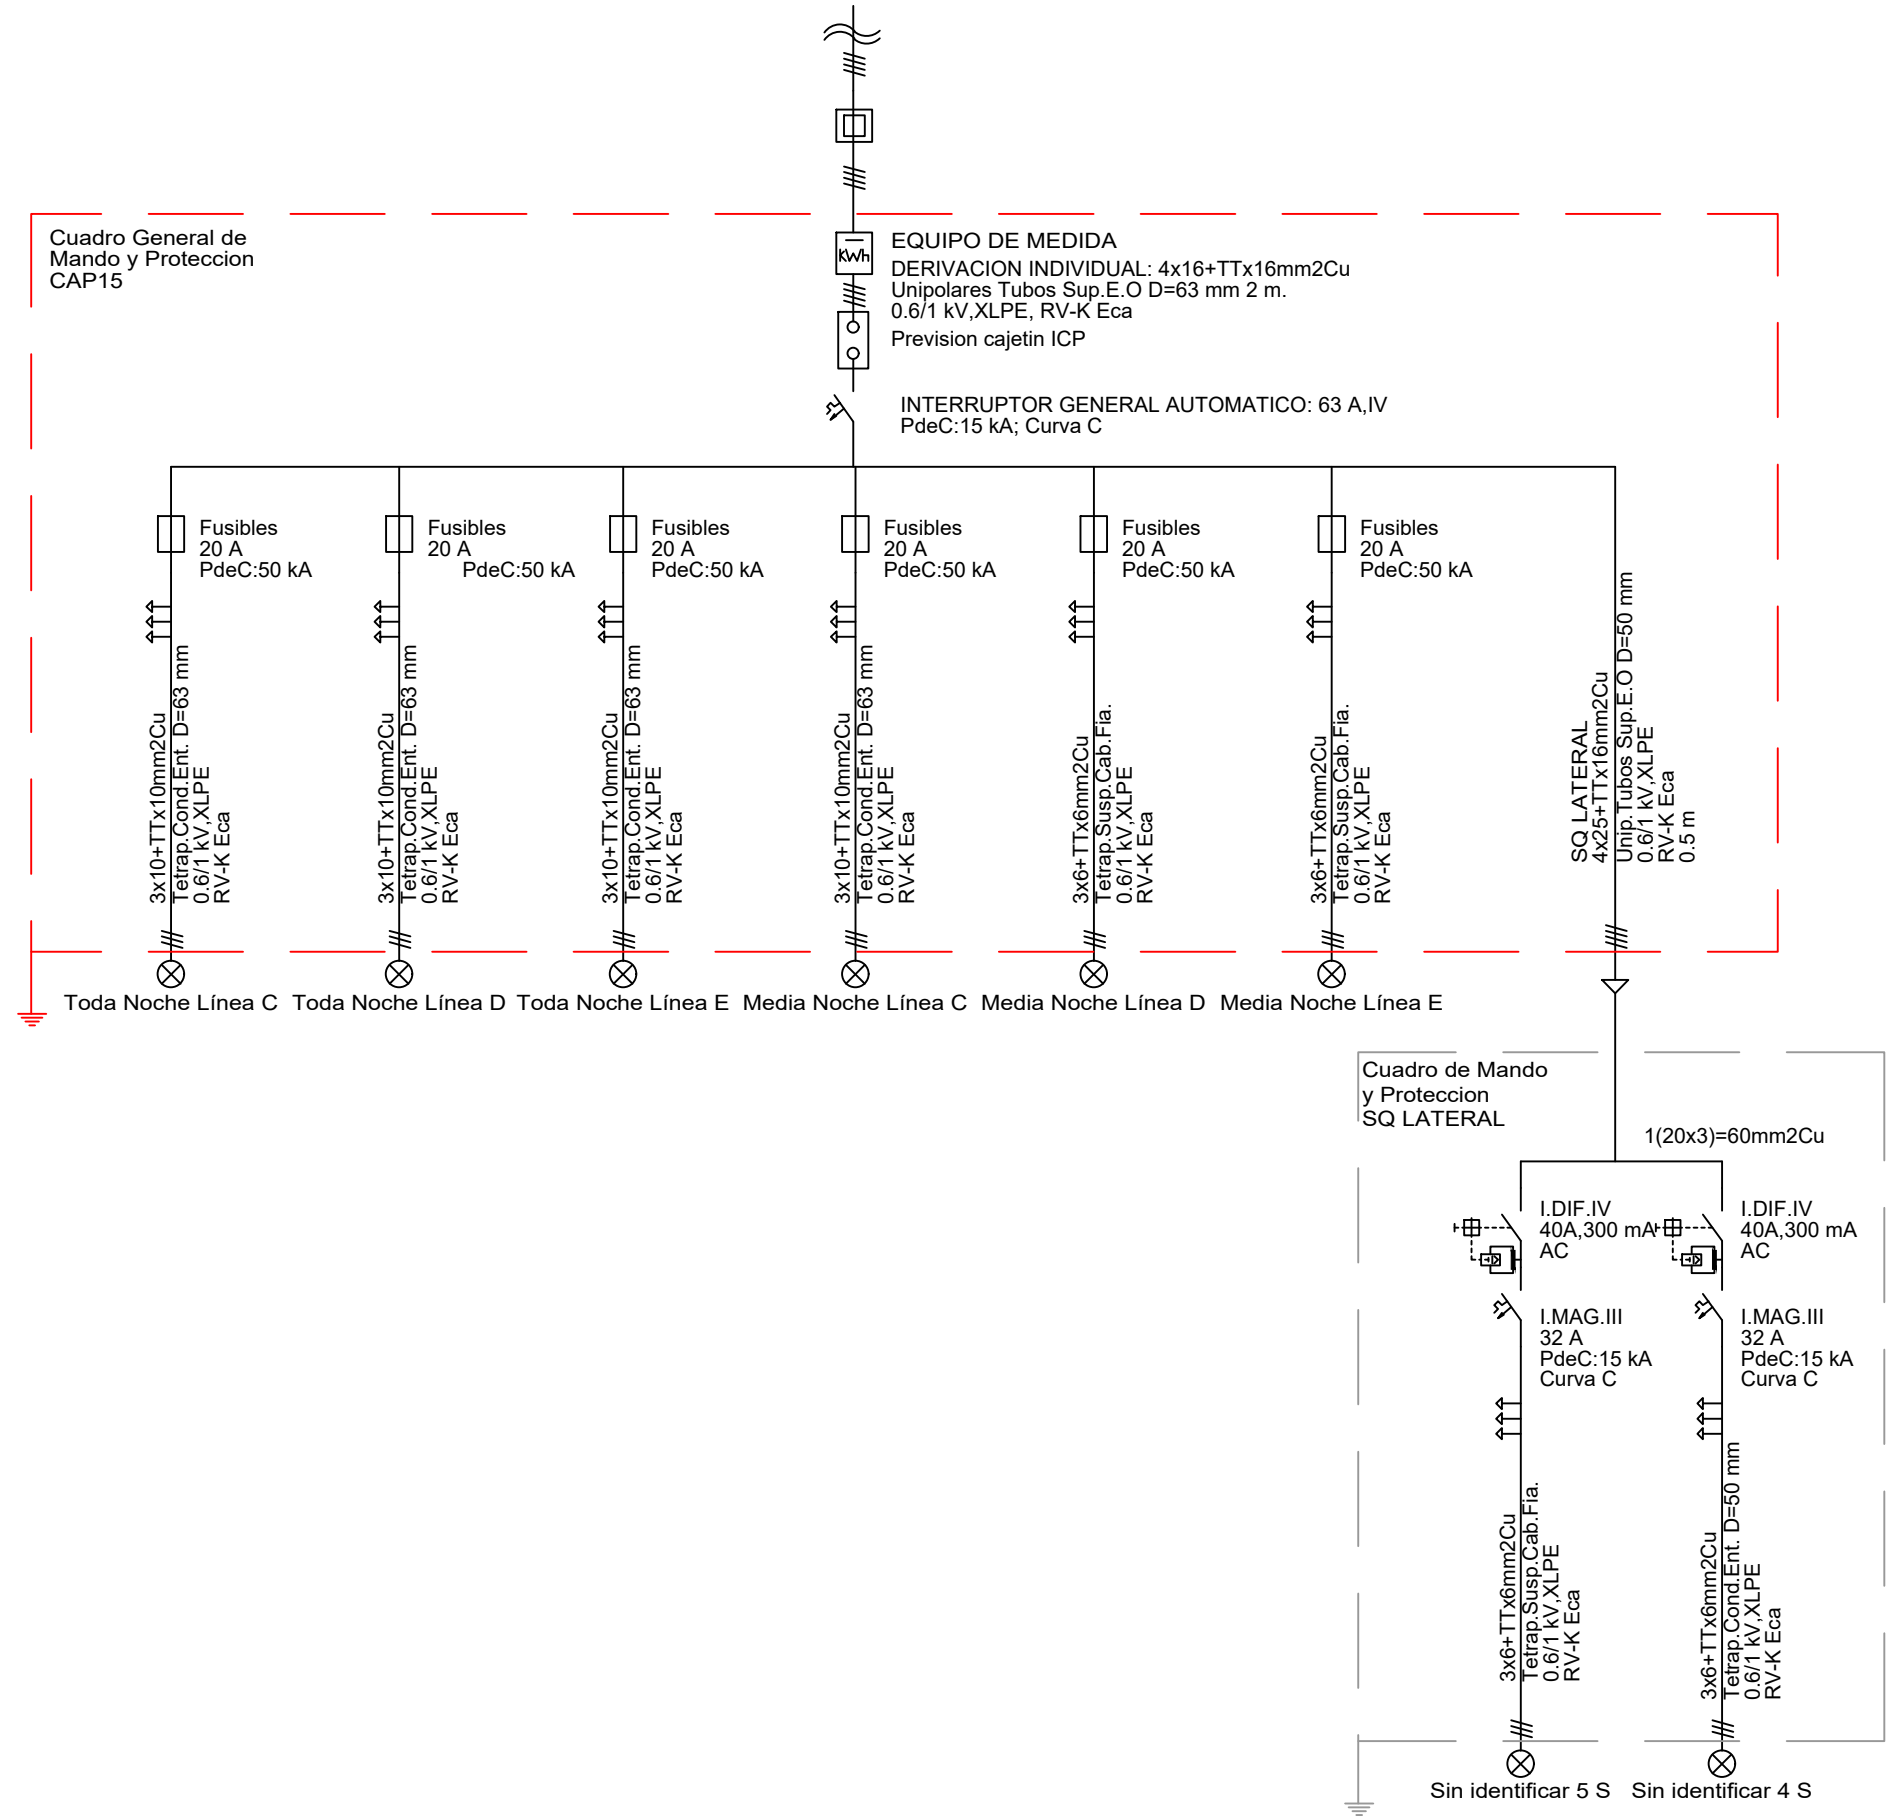 Cuadro General de
Mando y Proteccion
CAP15
KWh
EQUIPO DE MEDIDA
DERIVACION INDIVIDUAL: 4x16+TTx16mm2Cu
Unipolares Tubos Sup.E.O D=63 mm 2 m.
0.6/1 kV,XLPE, RV-K Eca
Prevision cajetin ICP
INTERRUPTOR GENERAL AUTOMATICO: 63 A,IV
PdeC:15 kA; Curva C
Fusibles
20 A
PdeC:50 kA
Fusibles
20 A
PdeC:50 kA
Fusibles
20 A
PdeC:50 kA
Fusibles
20 A
PdeC:50 kA
Fusibles
20 A
PdeC:50 kA
Fusibles
20 A
PdeC:50 kA
3x10+TTx10mm2Cu
Tetrap.Cond.Ent. D=63 mm
0.6/1 kV,XLPE
RV-K Eca
3x10+TTx10mm2Cu
Tetrap.Cond.Ent. D=63 mm
0.6/1 kV,XLPE
RV-K Eca
3x10+TTx10mm2Cu
Tetrap.Cond.Ent. D=63 mm
0.6/1 kV,XLPE
RV-K Eca
3x10+TTx10mm2Cu
Tetrap.Cond.Ent. D=63 mm
0.6/1 kV,XLPE
RV-K Eca
3x6+TTx6mm2Cu
Tetrap.Susp.Cab.Fia.
0.6/1 kV,XLPE
RV-K Eca
3x6+TTx6mm2Cu
Tetrap.Susp.Cab.Fia.
0.6/1 kV,XLPE
RV-K Eca
SQ LATERAL
4x25+TTx16mm2Cu
Unip.Tubos Sup.E.O D=50 mm
0.6/1 kV,XLPE
RV-K Eca
0.5 m
Toda Noche Línea C
Toda Noche Línea D
Toda Noche Línea E
Media Noche Línea C
Media Noche Línea D
Media Noche Línea E
Cuadro de Mando
y Proteccion
SQ LATERAL
1(20x3)=60mm2Cu
I.DIF.IV
40A,300 mA
AC
I.DIF.IV
40A,300 mA
AC
I.MAG.III
32 A
PdeC:15 kA
Curva C
I.MAG.III
32 A
PdeC:15 kA
Curva C
3x6+TTx6mm2Cu
Tetrap.Susp.Cab.Fia.
0.6/1 kV,XLPE
RV-K Eca
3x6+TTx6mm2Cu
Tetrap.Cond.Ent. D=50 mm
0.6/1 kV,XLPE
RV-K Eca
Sin identificar 5 S
Sin identificar 4 S